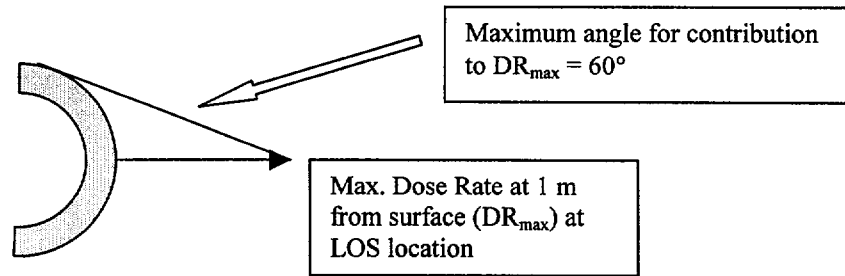 Maximum angle for contribution
to DRmax = 60°
Max. Dose Rate at 1 m
from surface (DRmax) at
LOS location